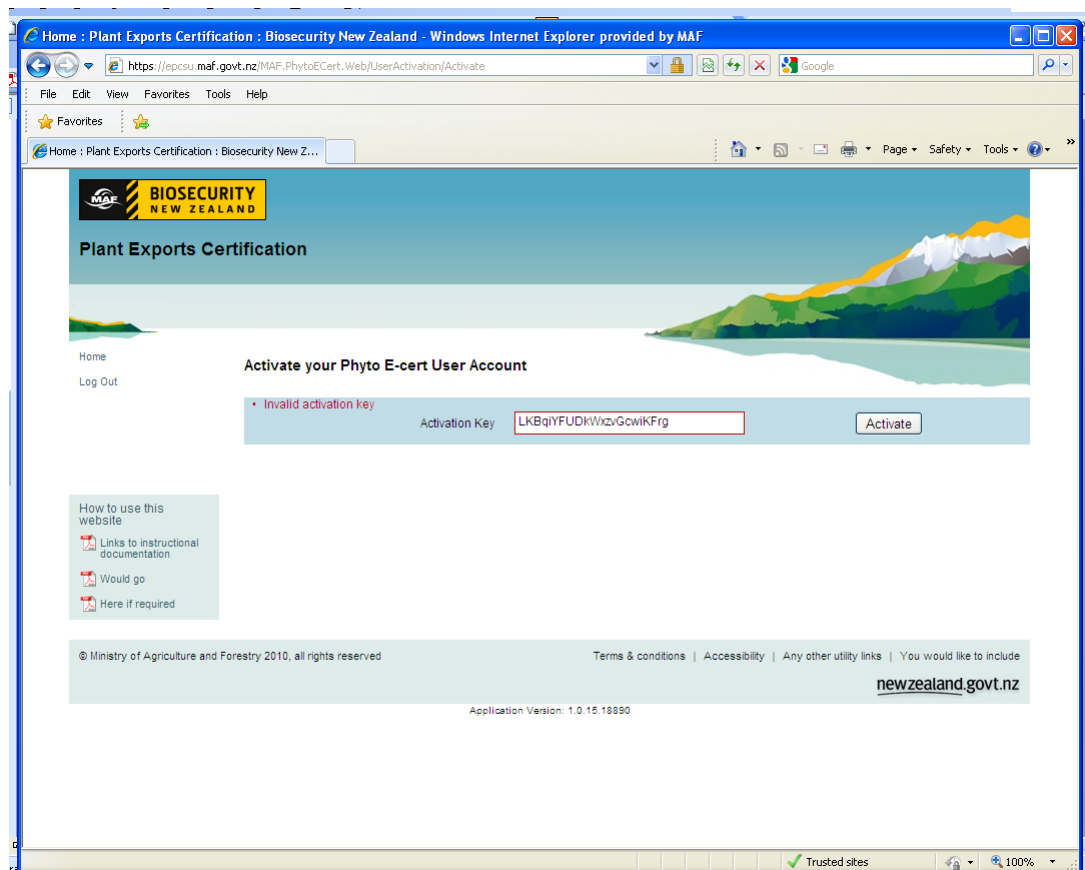 Home : Plant Exports Certification : Biosecurity New Zealand - Windows Internet Explorer provided by MAF
https://epcsu.maf.govt.nz/MAF.PhytoECert.Web/UserActivation/Activate
Google
File Edit View Favorites Tools Help
Favorites
Home : Plant Exports Certification : Biosecurity New Z...
Page Safety Tools
MAF BIOSECURITY
NEW ZEALAND
Plant Exports Certification
Home
Log Out
Activate your Phyto E-cert User Account
• Invalid activation key
Activation Key LKBqiYFUDkWxzvGcwiKFrg Activate
How to use this
website
Links to instructional
documentation
Would go
Here if required
© Ministry of Agriculture and Forestry 2010, all rights reserved
Terms & conditions | Accessibility | Any other utility links | You would like to include
newzealand.govt.nz
Application Version: 1.0.15.18890
Trusted sites
100%